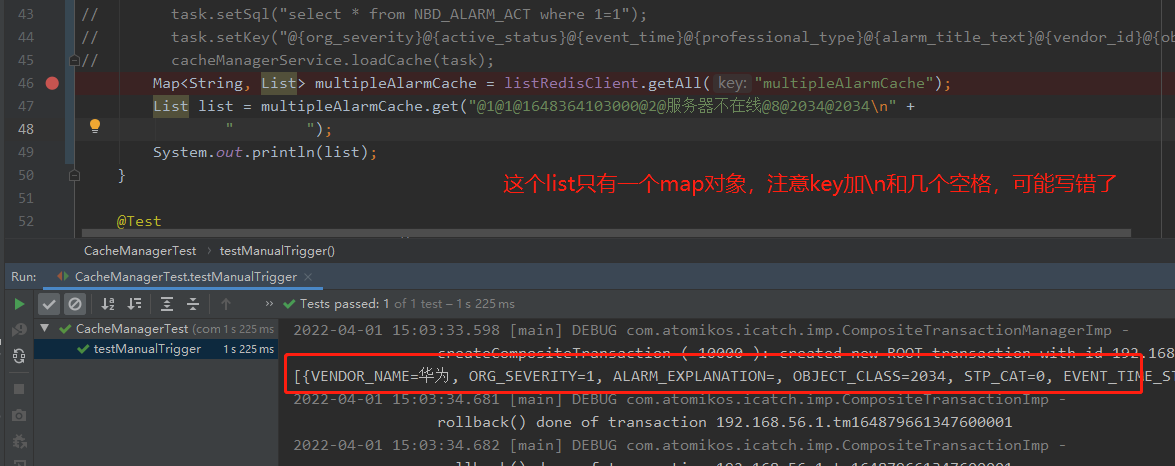 43 // task.setSql("select * from NBD_ALARM_ACT where 1=1");
44 // task.setKey("@{org_severity}@{active_status}@{event_time}@{professional_type}@{alarm_title_text}@{vendor_id}@{ob
45 // cacheManagerService.loadCache(task);
46 Map<String, List> multipleAlarmCache = listRedisClient.getAll( key: "multipleAlarmCache");
47 List list = multipleAlarmCache.get("@1@1@1648364103000@2@服务器不在线@8@2034@2034\n" +
48 "        ");
49 System.out.println(list);
50 }
这个list只有一个map对象，注意key加\n和几个空格，可能写错了
51
52 @Test
CacheManagerTest › testManualTrigger()
Run: CacheManagerTest.testManualTrigger ×
» Tests passed: 1 of 1 test – 1 s 225 ms
CacheManagerTest (com 1 s 225 ms
testManualTrigger 1 s 225 ms
2022-04-01 15:03:33.598 [main] DEBUG com.atomikos.icatch.imp.CompositeTransactionManagerImp -
createCompositeTransaction ( 10000 ): created new ROOT transaction with id 192.168
[{VENDOR_NAME=华为, ORG_SEVERITY=1, ALARM_EXPLANATION=, OBJECT_CLASS=2034, STP_CAT=0, EVENT_TIME_ST
2022-04-01 15:03:34.681 [main] DEBUG com.atomikos.icatch.imp.CompositeTransactionImp -
rollback() done of transaction 192.168.56.1.tm164879661347600001
2022-04-01 15:03:34.682 [main] DEBUG com.atomikos.icatch.imp.CompositeTransactionImp -
rollback() done of transaction 192.168.56.1.tm164879661347600001